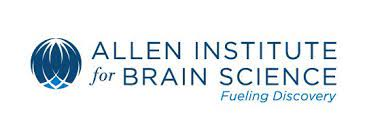 ALLEN INSTITUTE
for BRAIN SCIENCE
Fueling Discovery